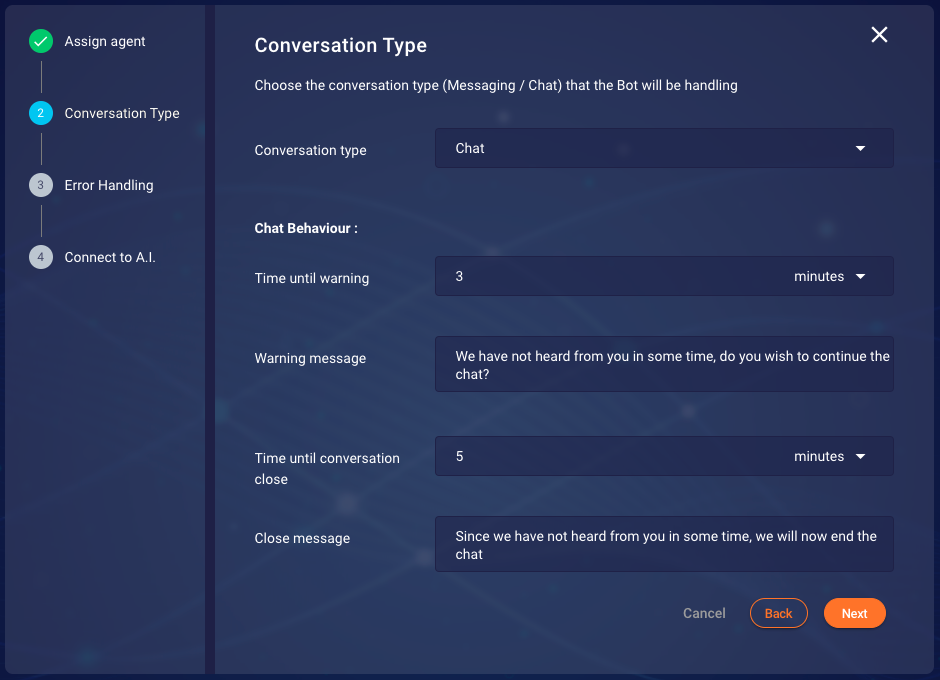 Assign agent
2
Conversation Type
3
Error Handling
4
Connect to A.I.
Conversation Type
Choose the conversation type (Messaging / Chat) that the Bot will be handling
Conversation type
Chat
Chat Behaviour :
Time until warning
3
minutes
Warning message
We have not heard from you in some time, do you wish to continue the
chat?
Time until conversation
close
5
minutes
Close message
Since we have not heard from you in some time, we will now end the
chat
Cancel
Back
Next